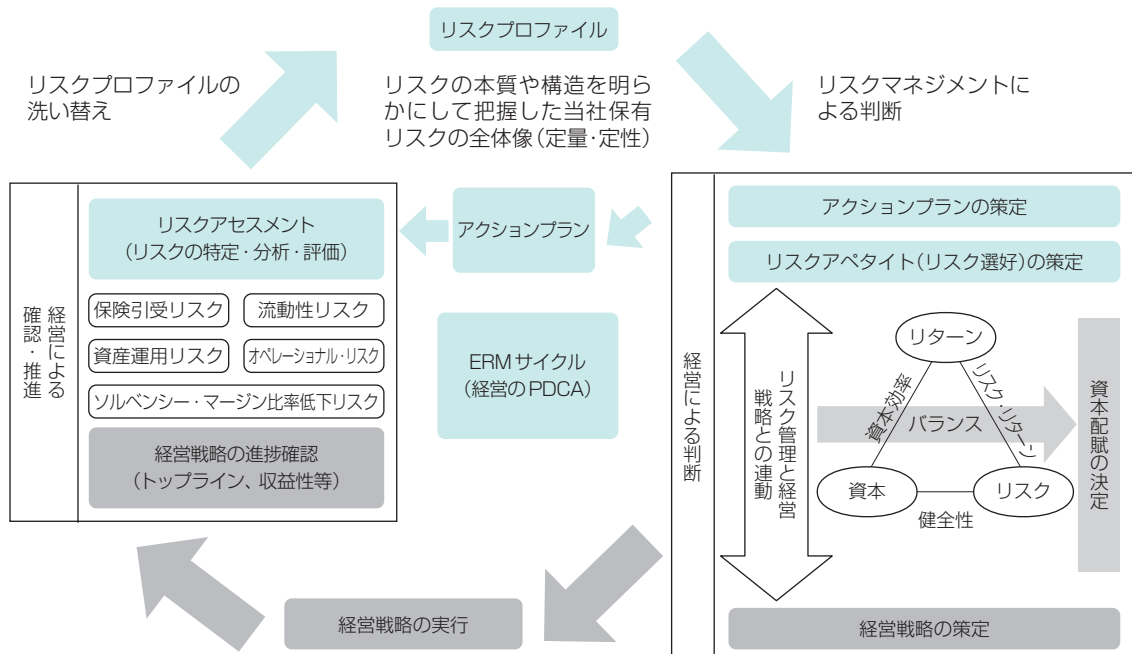 リスクプロファイル
リスクプロファイルの
洗い替え
リスクの本質や構造を明ら
かにして把握した当社保有
リスクの全体像(定量・定性)
リスクマネジメントに
よる判断
経営による
確認・推進
リスクアセスメント
(リスクの特定・分析・評価)
保険引受リスク
流動性リスク
資産運用リスク
オペレーショナル・リスク
ソルベンシー・マージン比率低下リスク
経営戦略の進捗確認
(トップライン、収益性等)
アクションプラン
ERMサイクル
(経営のPDCA)
経営による判断
アクションプランの策定
リスクアペタイト(リスク選好)の策定
リスク管理と経営
戦略との連動
リターン
資本効率
リスク・リターン
バランス
資本
リスク
健全性
資本配賦の決定
経営戦略の策定
経営戦略の実行